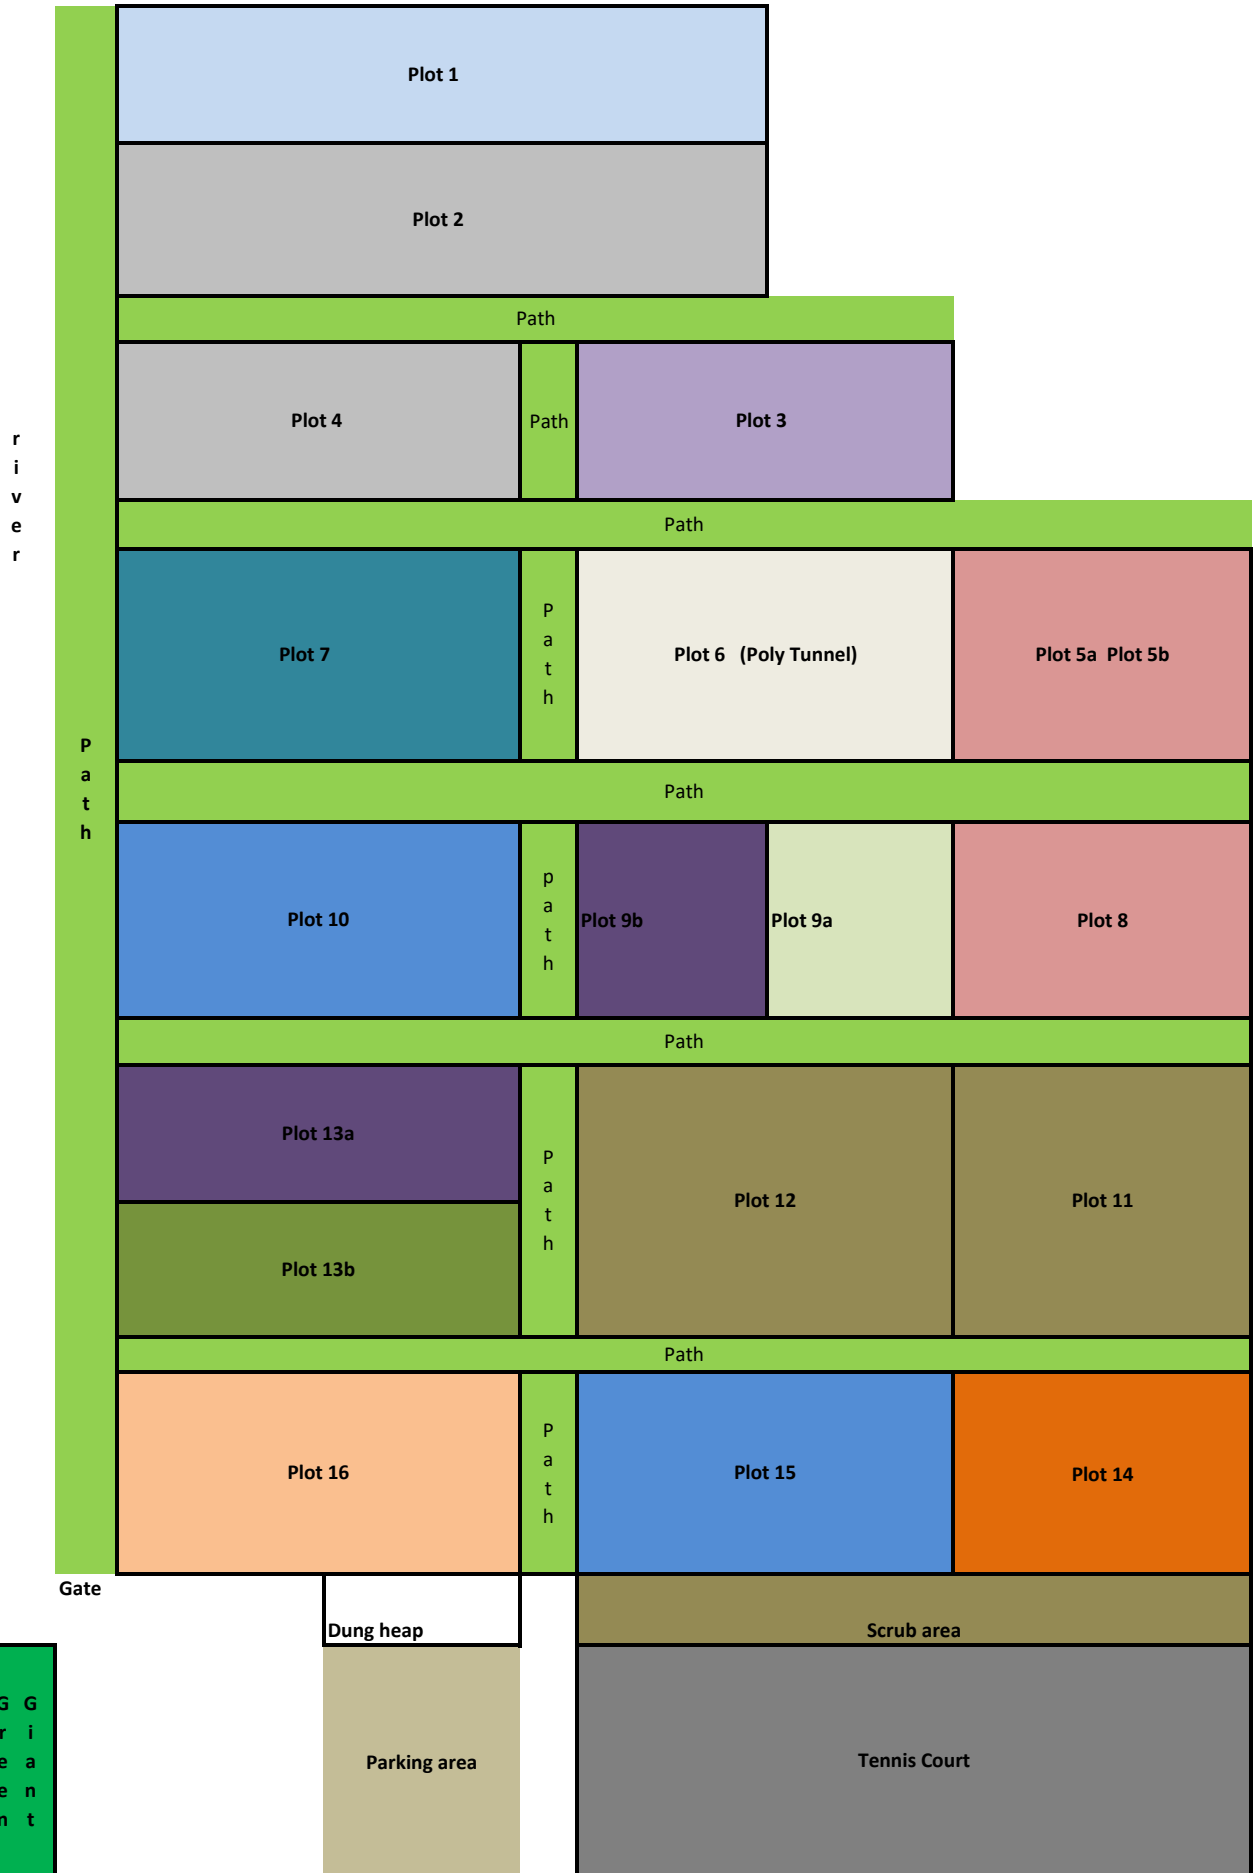 Plot 1
Plot 2
Path
Plot 4
Path
Plot 3
river
Path
Plot 7
Path
Plot 6 (Poly Tunnel)
Plot 5a Plot 5b
Path
Path
Plot 10
path
Plot 9b
Plot 9a
Plot 8
Path
Plot 13a
Path
Plot 12
Plot 11
Plot 13b
Path
Plot 16
Path
Plot 15
Plot 14
Gate
Dung heap
Scrub area
Green
Giant
Parking area
Tennis Court